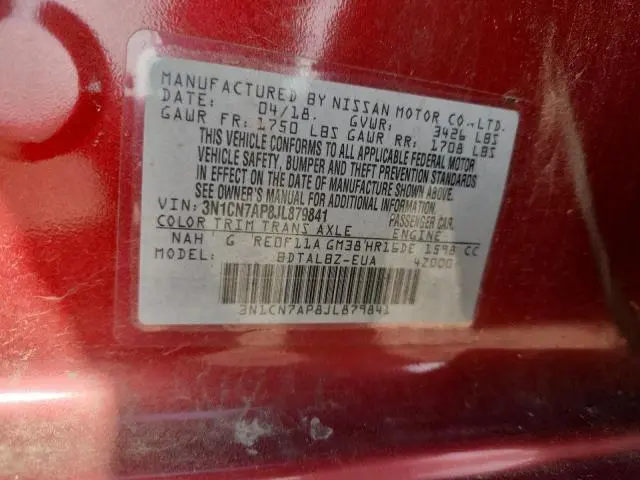 MANUFACTURED BY NISSAN MOTOR CO.,LTD.
DATE: 04/18. GVWR: 3426 LBS
GAWR FR: 1750 LBS GAWR RR: 1708 LBS
THIS VEHICLE CONFORMS TO ALL APPLICABLE FEDERAL MOTOR
VEHICLE SAFETY, BUMPER AND THEFT PREVENTION STANDARDS
IN EFFECT ON THE DATE OF MANUFACTURE SHOWN ABOVE.
SEE OWNER'S MANUAL FOR ADDITIONAL INFORMATION.
VIN: 3N1CN7AP8JL879841 PASSENGER CAR.
COLOR TRIM TRANS AXLE ENGINE
NAH G RE0F11A GM38 HR16DE 1598 CC
MODEL: BDTALBZ-EUA 42000
3N1CN7AP8JL879841